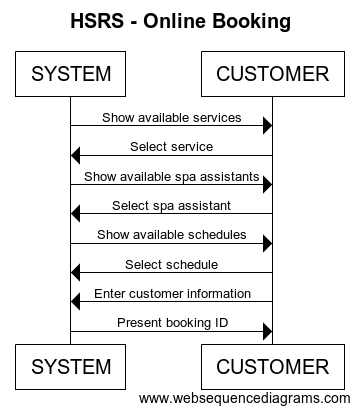 HSRS - Online Booking
SYSTEM CUSTOMER
Show available services
Select service
Show available spa assistants
Select spa assistant
Show available schedules
Select schedule
Enter customer information
Present booking ID
SYSTEM CUSTOMER
www.websequencediagrams.com